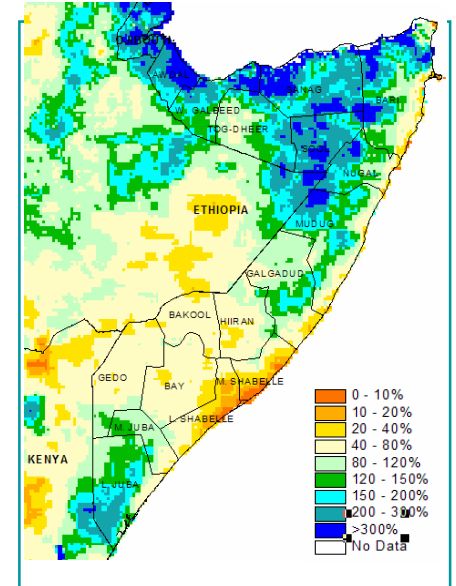 AWDAL
W. GALBEED
TOG-DHEER
SANAG
BARI
SOOL
NUGAL
ETHIOPIA
MUDUG
GALGADUD
BAKOOL
HIIRAN
GEDO
BAY
M. SHABELLE
L. SHABELLE
M. JUBA
KENYA
L. JUBA
0 - 10%
10 - 20%
20 - 40%
40 - 80%
80 - 120%
120 - 150%
150 - 200%
200 - 300%
>300%
No Data